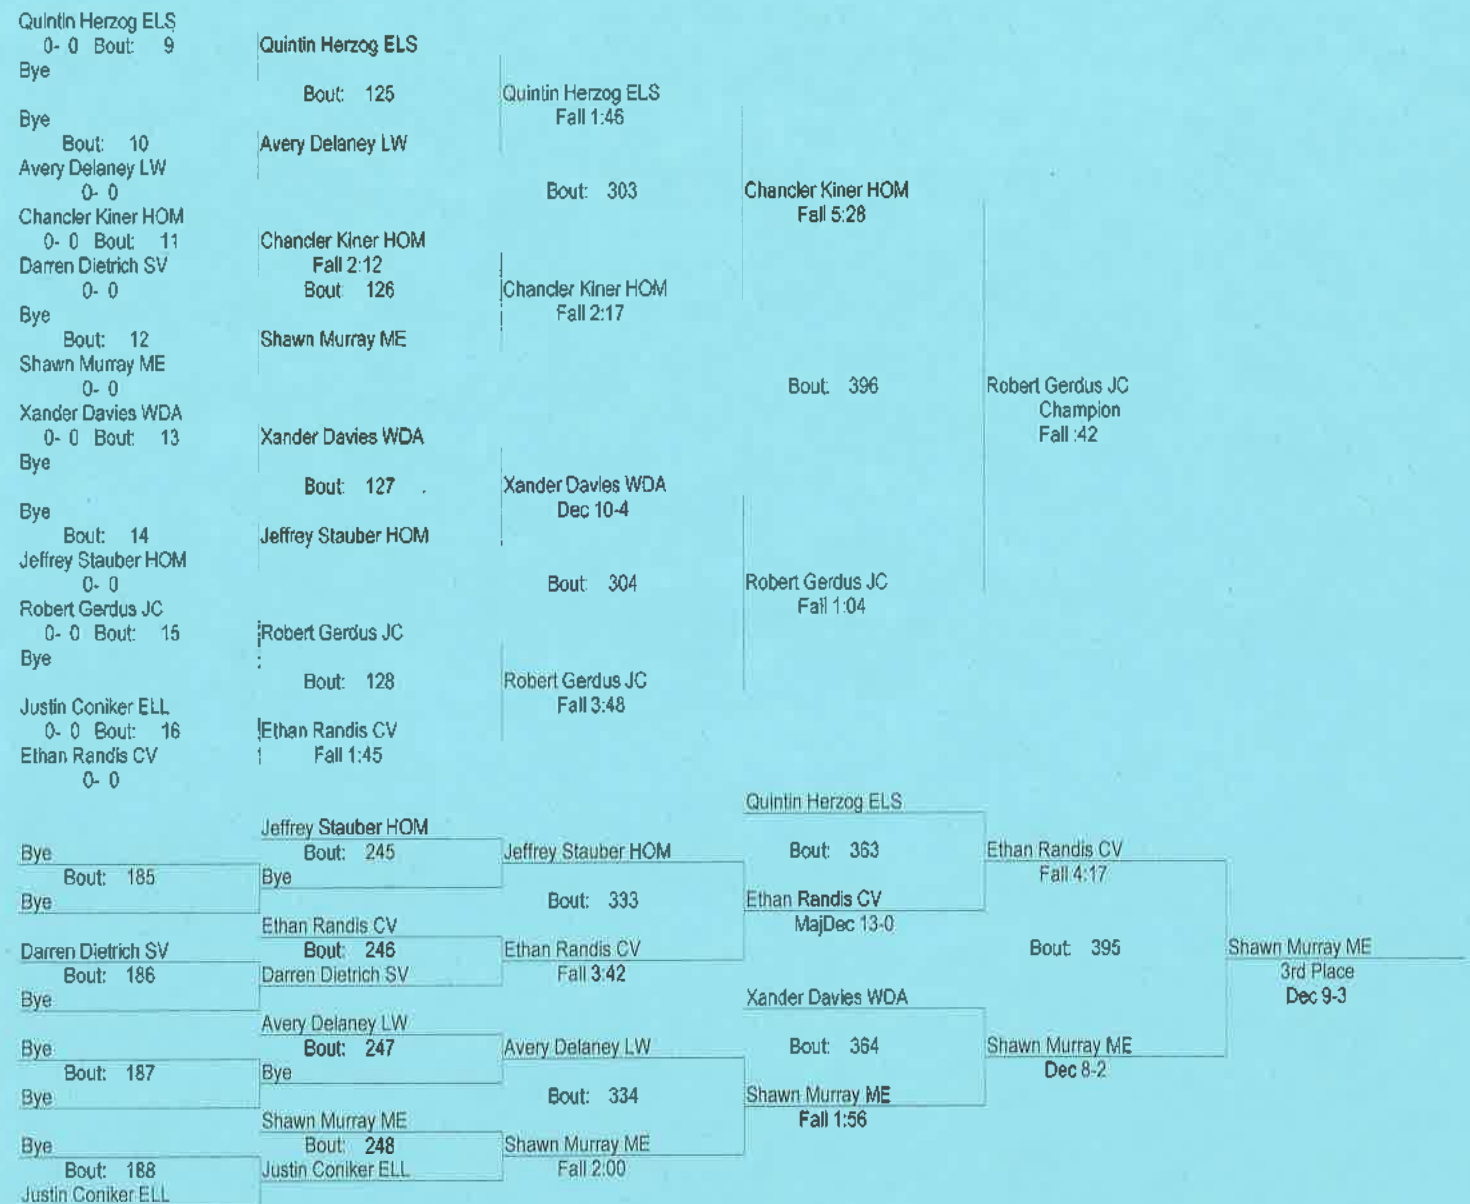 Quintin Herzog ELS
0- 0 Bout: 9
Bye
Bye
Bout: 10
Avery Delaney LW
0- 0
Chancler Kiner HOM
0- 0 Bout: 11
Darren Dietrich SV
0- 0
Bye
Bout: 12
Shawn Murray ME
0- 0
Xander Davies WDA
0- 0 Bout: 13
Bye
Bye
Bout: 14
Jeffrey Stauber HOM
0- 0
Robert Gerdus JC
0- 0 Bout: 15
Bye
Justin Coniker ELL
0- 0 Bout: 16
Ethan Randis CV
0- 0
Quintin Herzog ELS
Bout: 125
Avery Delaney LW
Chancler Kiner HOM
Fall 2:12
Bout: 126
Shawn Murray ME
Xander Davies WDA
Bout: 127
Jeffrey Stauber HOM
Robert Gerdus JC
Bout: 128
Ethan Randis CV
Fall 1:45
Quintin Herzog ELS
Fall 1:46
Bout: 303
Chancler Kiner HOM
Fall 2:17
Xander Davies WDA
Dec 10-4
Bout: 304
Robert Gerdus JC
Fall 3:48
Chancler Kiner HOM
Fall 5:28
Bout: 396
Robert Gerdus JC
Fall 1:04
Robert Gerdus JC
Champion
Fall :42
Bye
Bout: 185
Bye
Darren Dietrich SV
Bout: 186
Bye
Bye
Bout: 187
Bye
Bye
Bout: 188
Justin Coniker ELL
Jeffrey Stauber HOM
Bout: 245
Bye
Ethan Randis CV
Bout: 246
Darren Dietrich SV
Avery Delaney LW
Bout: 247
Bye
Shawn Murray ME
Bout: 248
Justin Coniker ELL
Jeffrey Stauber HOM
Bout: 333
Ethan Randis CV
Fall 3:42
Avery Delaney LW
Bout: 334
Shawn Murray ME
Fall 2:00
Quintin Herzog ELS
Bout: 363
Ethan Randis CV
MajDec 13-0
Xander Davies WDA
Bout: 364
Shawn Murray ME
Fall 1:56
Ethan Randis CV
Fall 4:17
Bout: 395
Shawn Murray ME
Dec 8-2
Shawn Murray ME
3rd Place
Dec 9-3